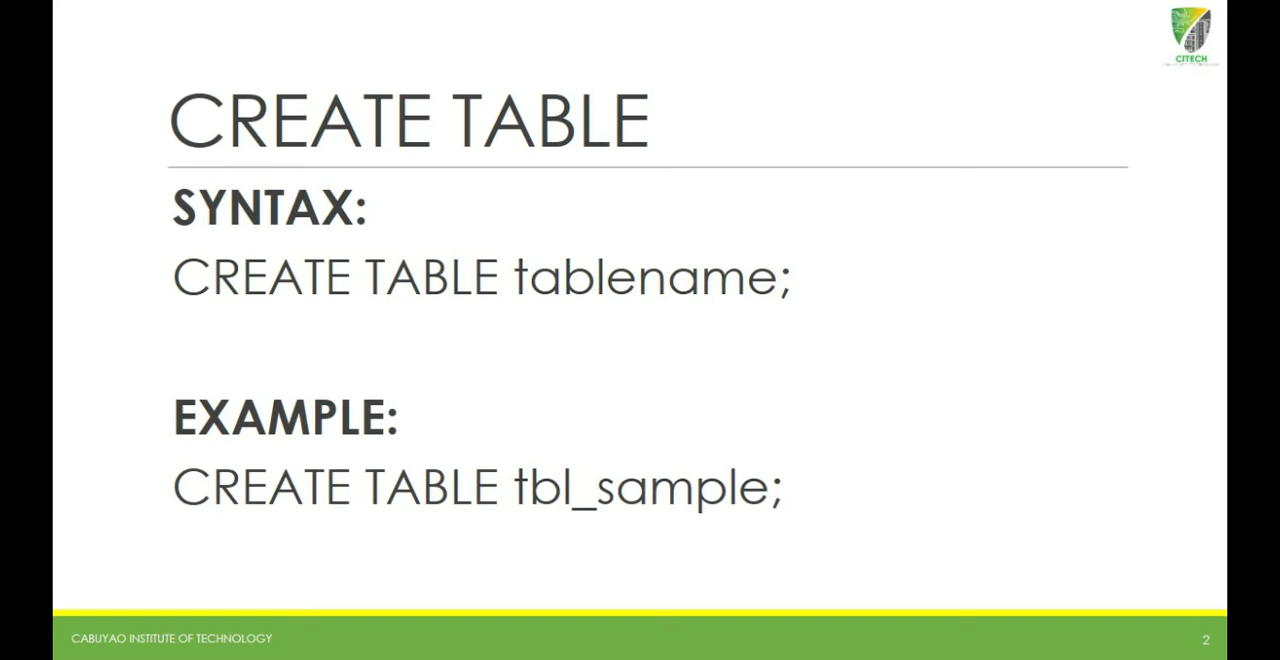 CITECH
CREATE TABLE
SYNTAX:
CREATE TABLE tablename;
EXAMPLE:
CREATE TABLE tbl_sample;
CABUYAO INSTITUTE OF TECHNOLOGY
2